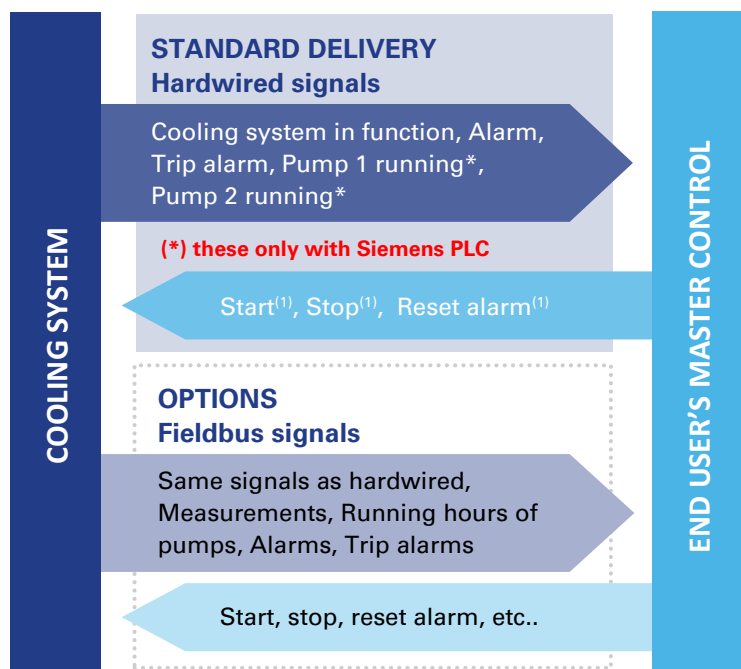 COOLING SYSTEM
STANDARD DELIVERY
Hardwired signals
Cooling system in function, Alarm,
Trip alarm, Pump 1 running*,
Pump 2 running*
(*) these only with Siemens PLC
Start⁽¹⁾, Stop⁽¹⁾, Reset alarm⁽¹⁾
OPTIONS
Fieldbus signals
Same signals as hardwired,
Measurements, Running hours of
pumps, Alarms, Trip alarms
Start, stop, reset alarm, etc..
END USER'S MASTER CONTROL